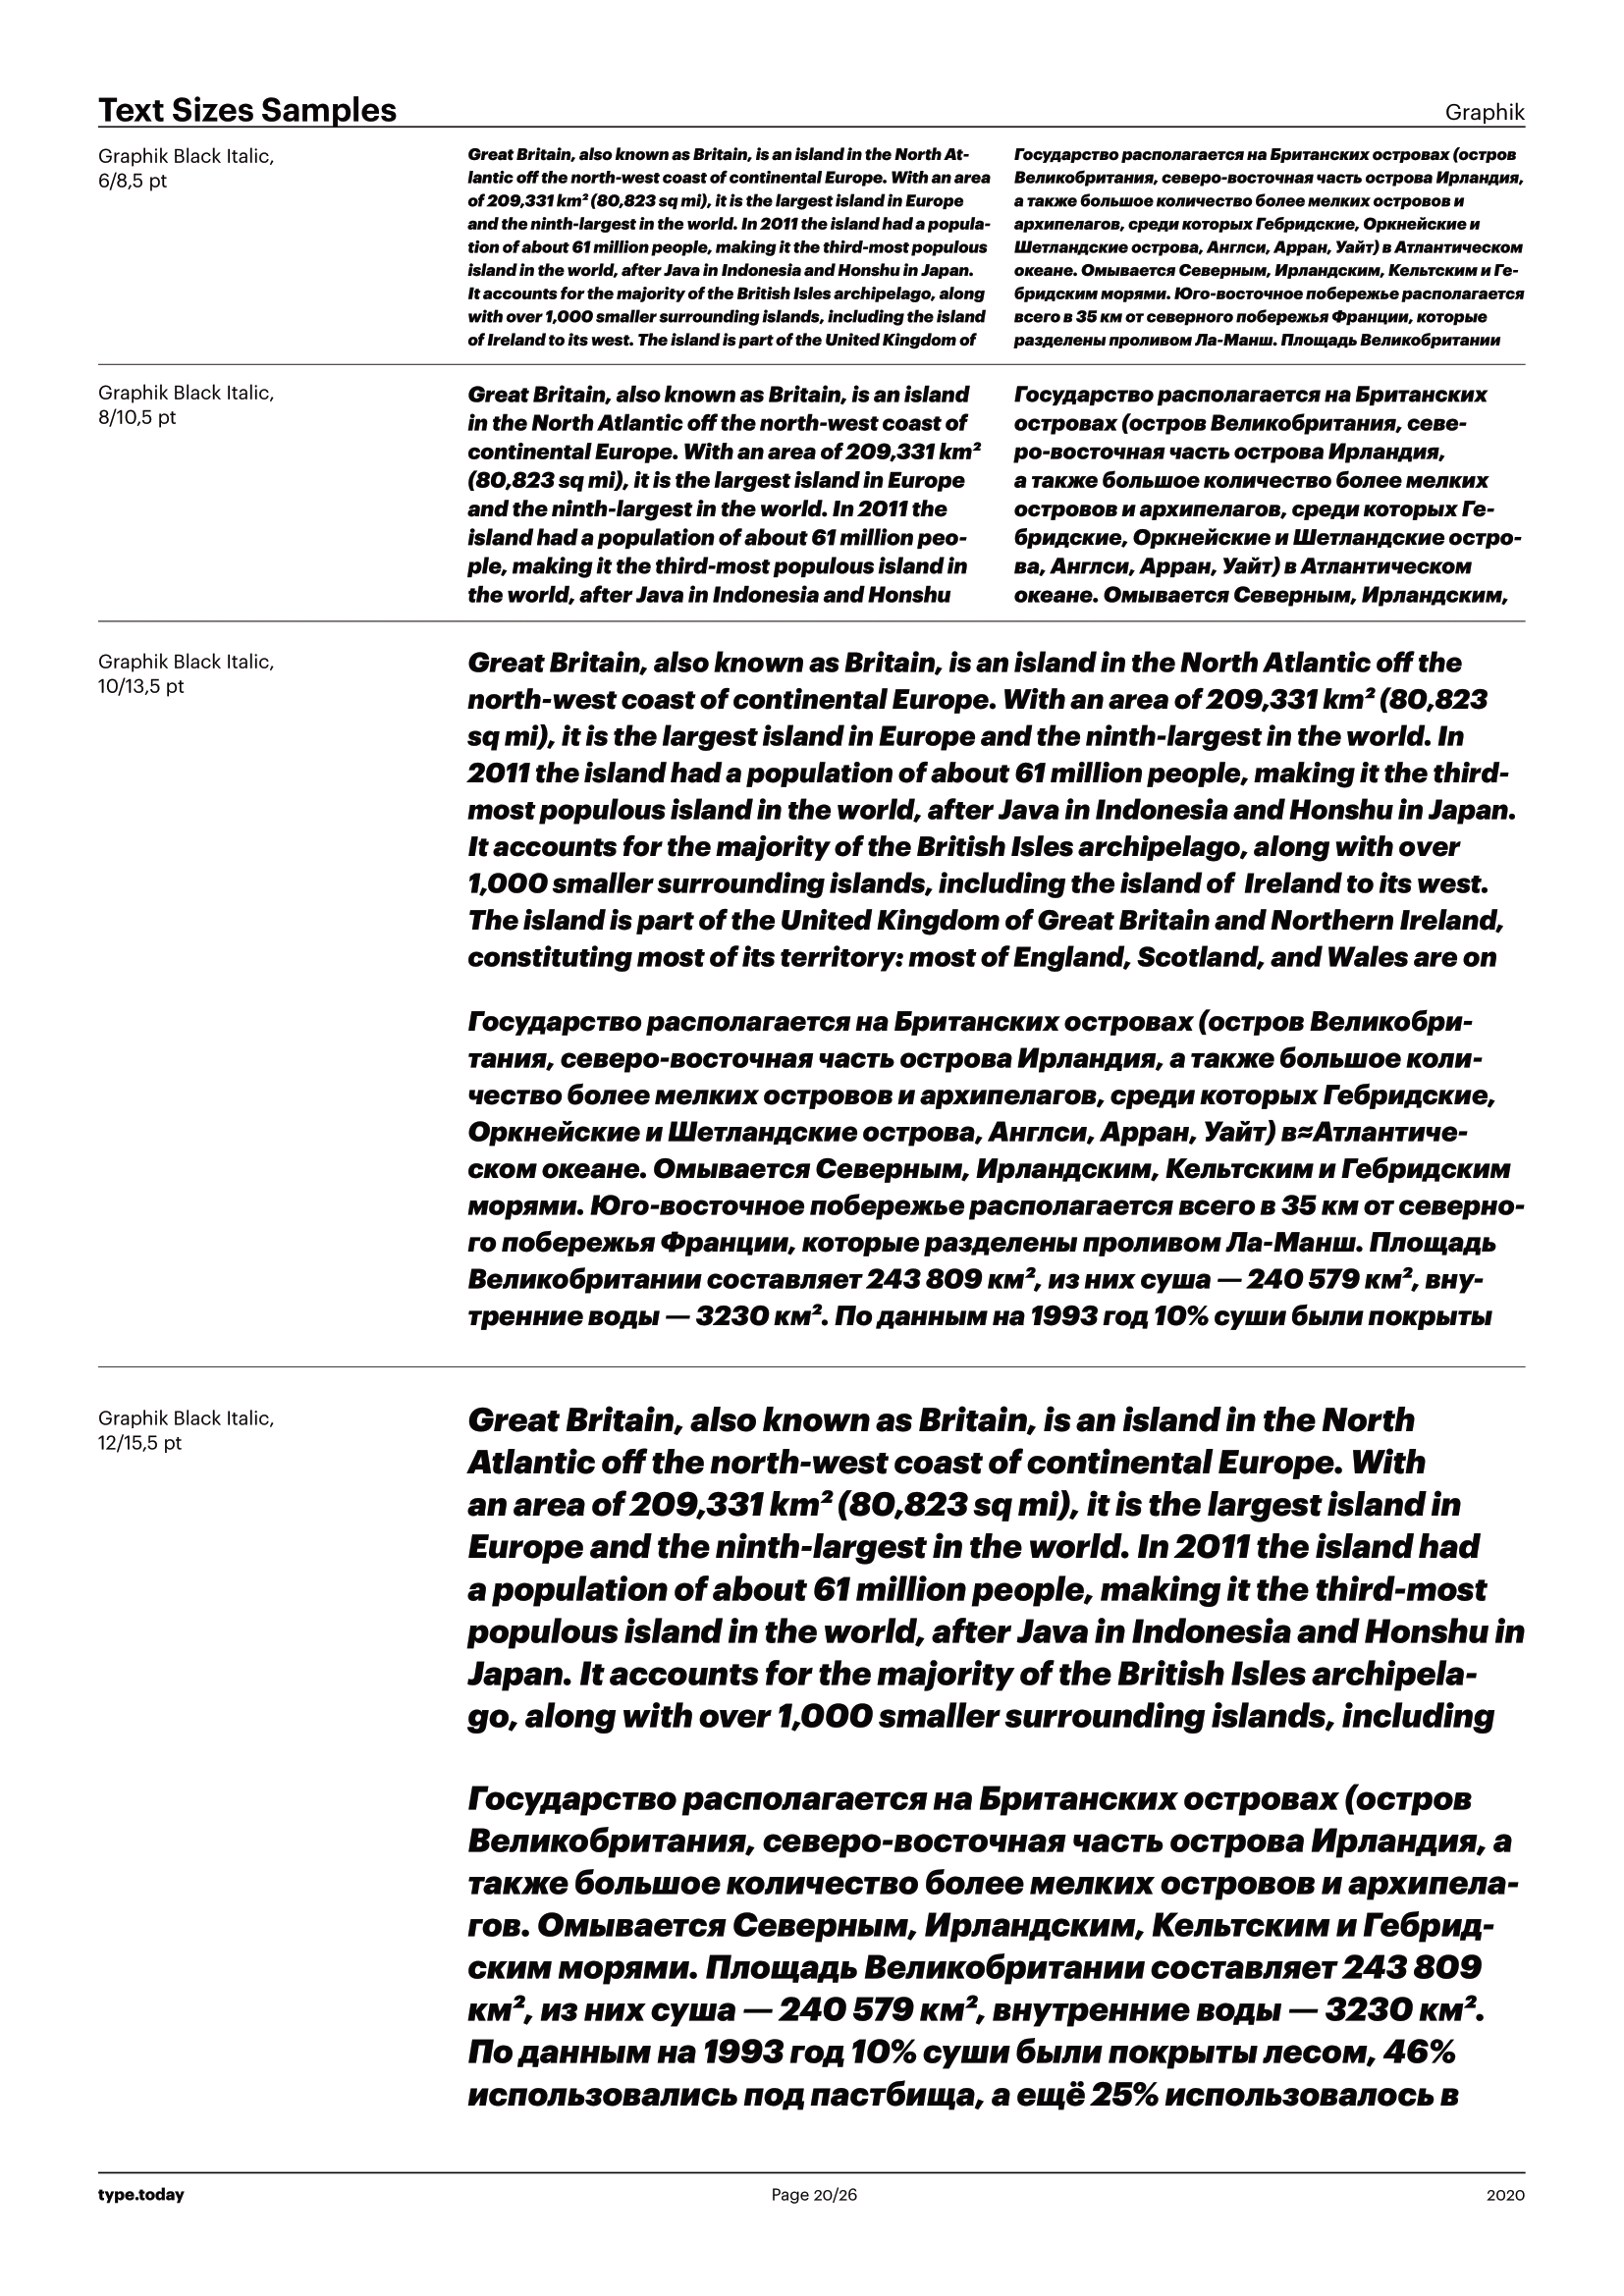 Text Sizes Samples
Graphik
Graphik Black Italic,
6/8,5 pt
Great Britain, also known as Britain, is an island in the North At-
lantic off the north-west coast of continental Europe. With an area
of 209,331 km² (80,823 sq mi), it is the largest island in Europe
and the ninth-largest in the world. In 2011 the island had a popula-
tion of about 61 million people, making it the third-most populous
island in the world, after Java in Indonesia and Honshu in Japan.
It accounts for the majority of the British Isles archipelago, along
with over 1,000 smaller surrounding islands, including the island
of Ireland to its west. The island is part of the United Kingdom of
Государство располагается на Британских островах (остров
Великобритания, северо-восточная часть острова Ирландия,
а также большое количество более мелких островов и
архипелагов, среди которых Гебридские, Оркнейские и
Шетландские острова, Англси, Арран, Уайт) в Атлантическом
океане. Омывается Северным, Ирландским, Кельтским и Ге-
бридским морями. Юго-восточное побережье располагается
всего в 35 км от северного побережья Франции, которые
разделены проливом Ла-Манш. Площадь Великобритании
Graphik Black Italic,
8/10,5 pt
Great Britain, also known as Britain, is an island
in the North Atlantic off the north-west coast of
continental Europe. With an area of 209,331 km²
(80,823 sq mi), it is the largest island in Europe
and the ninth-largest in the world. In 2011 the
island had a population of about 61 million peo-
ple, making it the third-most populous island in
the world, after Java in Indonesia and Honshu
Государство располагается на Британских
островах (остров Великобритания, севе-
ро-восточная часть острова Ирландия,
а также большое количество более мелких
островов и архипелагов, среди которых Ге-
бридские, Оркнейские и Шетландские остро-
ва, Англси, Арран, Уайт) в Атлантическом
океане. Омывается Северным, Ирландским,
Graphik Black Italic,
10/13,5 pt
Great Britain, also known as Britain, is an island in the North Atlantic off the
north-west coast of continental Europe. With an area of 209,331 km² (80,823
sq mi), it is the largest island in Europe and the ninth-largest in the world. In
2011 the island had a population of about 61 million people, making it the third-
most populous island in the world, after Java in Indonesia and Honshu in Japan.
It accounts for the majority of the British Isles archipelago, along with over
1,000 smaller surrounding islands, including the island of Ireland to its west.
The island is part of the United Kingdom of Great Britain and Northern Ireland,
constituting most of its territory: most of England, Scotland, and Wales are on
Государство располагается на Британских островах (остров Великобри-
тания, северо-восточная часть острова Ирландия, а также большое коли-
чество более мелких островов и архипелагов, среди которых Гебридские,
Оркнейские и Шетландские острова, Англси, Арран, Уайт) в≈Атлантиче-
ском океане. Омывается Северным, Ирландским, Кельтским и Гебридским
морями. Юго-восточное побережье располагается всего в 35 км от северно-
го побережья Франции, которые разделены проливом Ла-Манш. Площадь
Великобритании составляет 243 809 км², из них суша — 240 579 км², вну-
тренние воды — 3230 км². По данным на 1993 год 10% суши были покрыты
Graphik Black Italic,
12/15,5 pt
Great Britain, also known as Britain, is an island in the North
Atlantic off the north-west coast of continental Europe. With
an area of 209,331 km² (80,823 sq mi), it is the largest island in
Europe and the ninth-largest in the world. In 2011 the island had
a population of about 61 million people, making it the third-most
populous island in the world, after Java in Indonesia and Honshu in
Japan. It accounts for the majority of the British Isles archipela-
go, along with over 1,000 smaller surrounding islands, including
Государство располагается на Британских островах (остров
Великобритания, северо-восточная часть острова Ирландия, а
также большое количество более мелких островов и архипела-
гов. Омывается Северным, Ирландским, Кельтским и Гебрид-
ским морями. Площадь Великобритании составляет 243 809
км², из них суша — 240 579 км², внутренние воды — 3230 км².
По данным на 1993 год 10% суши были покрыты лесом, 46%
использовались под пастбища, а ещё 25% использовалось в
type.today
Page 20/26
2020